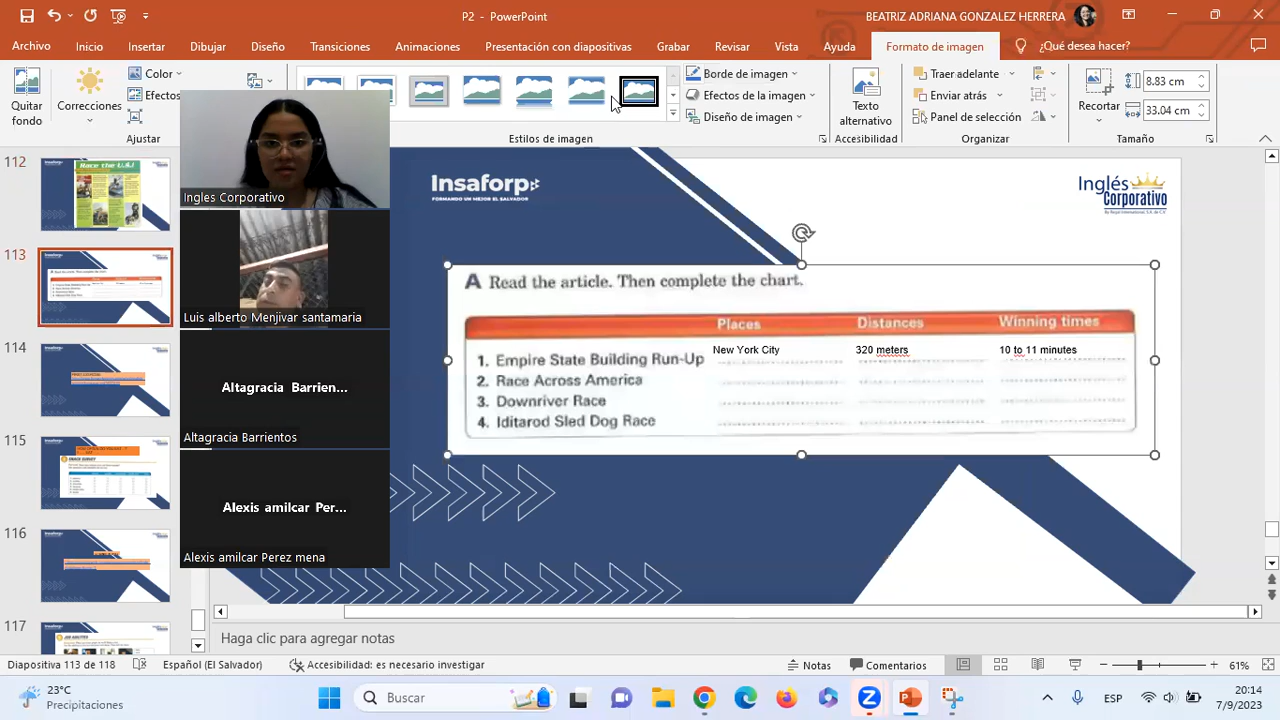 P2 - PowerPoint
BEATRIZ ADRIANA GONZALEZ HERRERA
Archivo Inicio Insertar Dibujar Diseño Transiciones Animaciones Presentación con diapositivas Grabar Revisar Vista Ayuda Formato de imagen ¿Qué desea hacer?
Quitar fondo
Correcciones
Color
Efectos
Ajustar
Estilos de imagen
Borde de imagen
Efectos de la imagen
Diseño de imagen
Texto alternativo
Accesibilidad
Traer adelante
Enviar atrás
Panel de selección
Organizar
Recortar
8.83 cm
33.04 cm
Tamaño
112
Race the U.S.!
113
114
115
116
117
Ingles Corporativo
Luis alberto Menjivar santamaria
Altagracia Barrien...
Altagracia Barrientos
Alexis amilcar Per...
Alexis amilcar Perez mena
Insaforp
FORMANDO UN MEJOR EL SALVADOR
Inglés
Corporativo
By Royal International, S.A. de C.V
A Read the article. Then complete the chart.
Places Distances Winning times
1. Empire State Building Run-Up New York City 320 meters 10 to 11 minutes
2. Race Across America
3. Downriver Race
4. Iditarod Sled Dog Race
Haga clic para agregar notas
Diapositiva 113 de 118 Español (El Salvador) Accesibilidad: es necesario investigar Notas Comentarios 61%
23°C
Precipitaciones
Buscar
ESP
20:14
7/9/2023